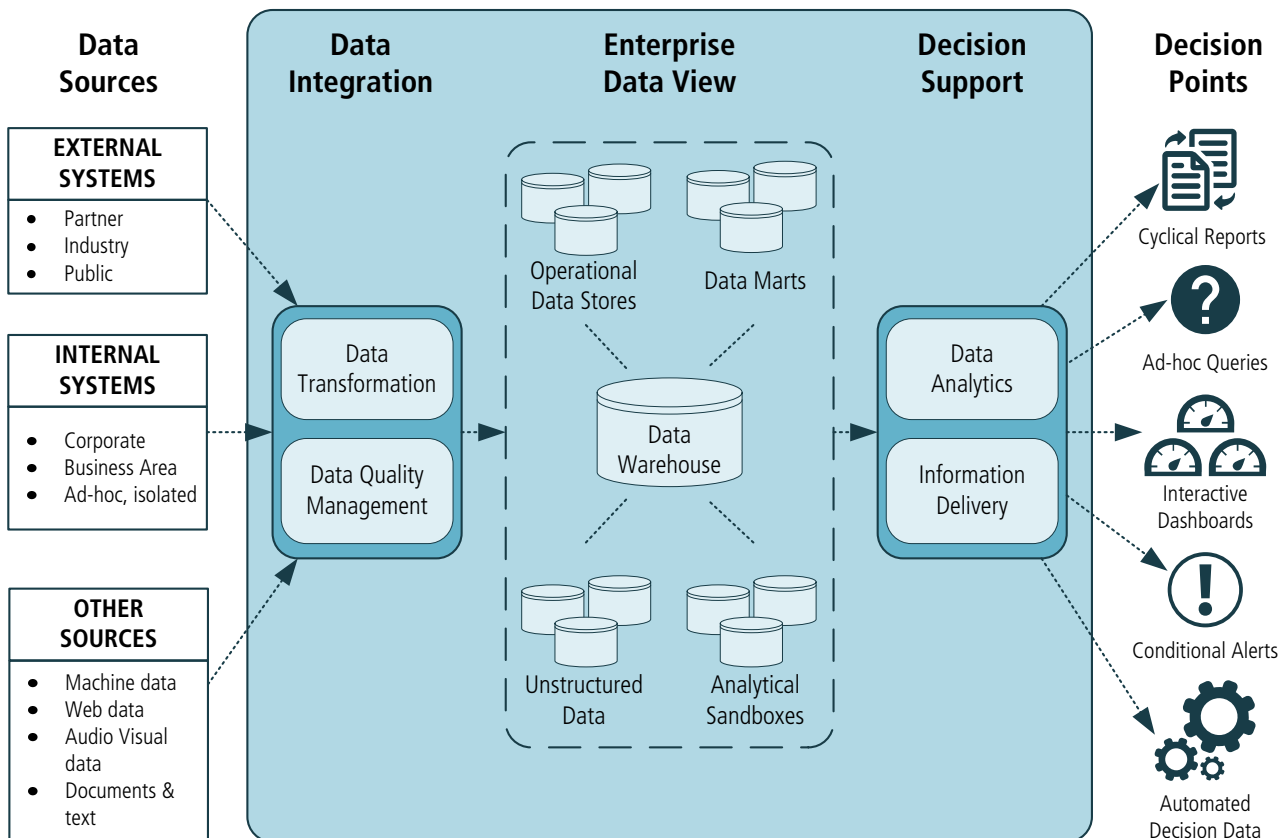 Data
Sources
Data
Integration
Enterprise
Data View
Decision
Support
Decision
Points
EXTERNAL
SYSTEMS
• Partner
• Industry
• Public
INTERNAL
SYSTEMS
• Corporate
• Business Area
• Ad-hoc, isolated
OTHER
SOURCES
• Machine data
• Web data
• Audio Visual
data
• Documents &
text
Data
Transformation
Data Quality
Management
Operational
Data Stores
Data Marts
Data
Warehouse
Unstructured
Data
Analytical
Sandboxes
Data
Analytics
Information
Delivery
Cyclical Reports
?
Ad-hoc Queries
Interactive
Dashboards
!
Conditional Alerts
Automated
Decision Data